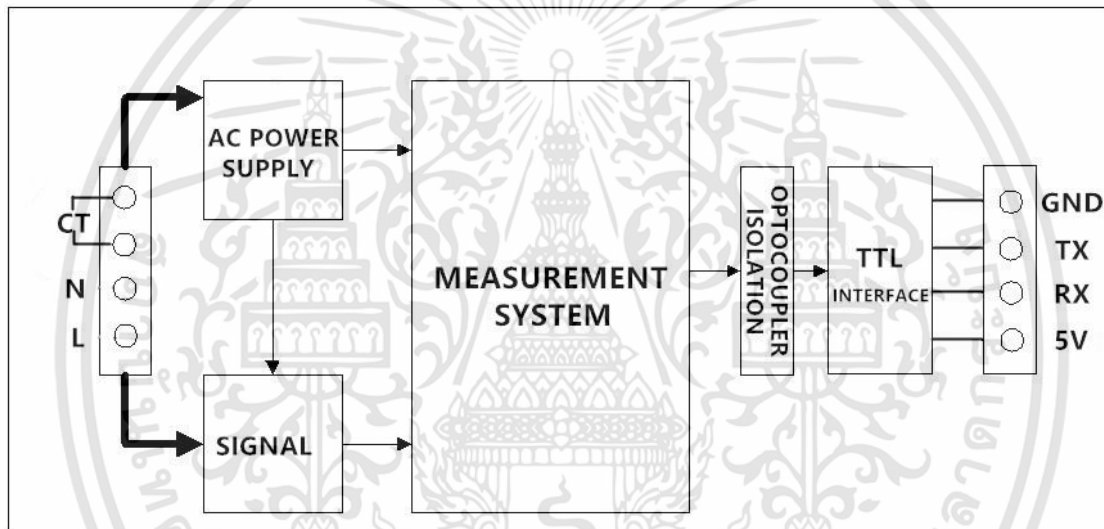 AC POWER
SUPPLY
CT
N
L
SIGNAL
MEASUREMENT
SYSTEM
OPTOCOUPLER
ISOLATION
TTL
INTERFACE
GND
TX
RX
5V